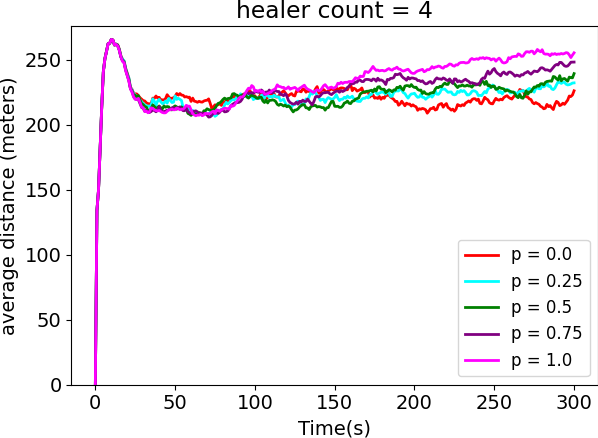 healer count = 4
average distance (meters)
250
200
150
100
50
0
0 50 100 150 200 250 300
Time(s)
p = 0.0
p = 0.25
p = 0.5
p = 0.75
p = 1.0